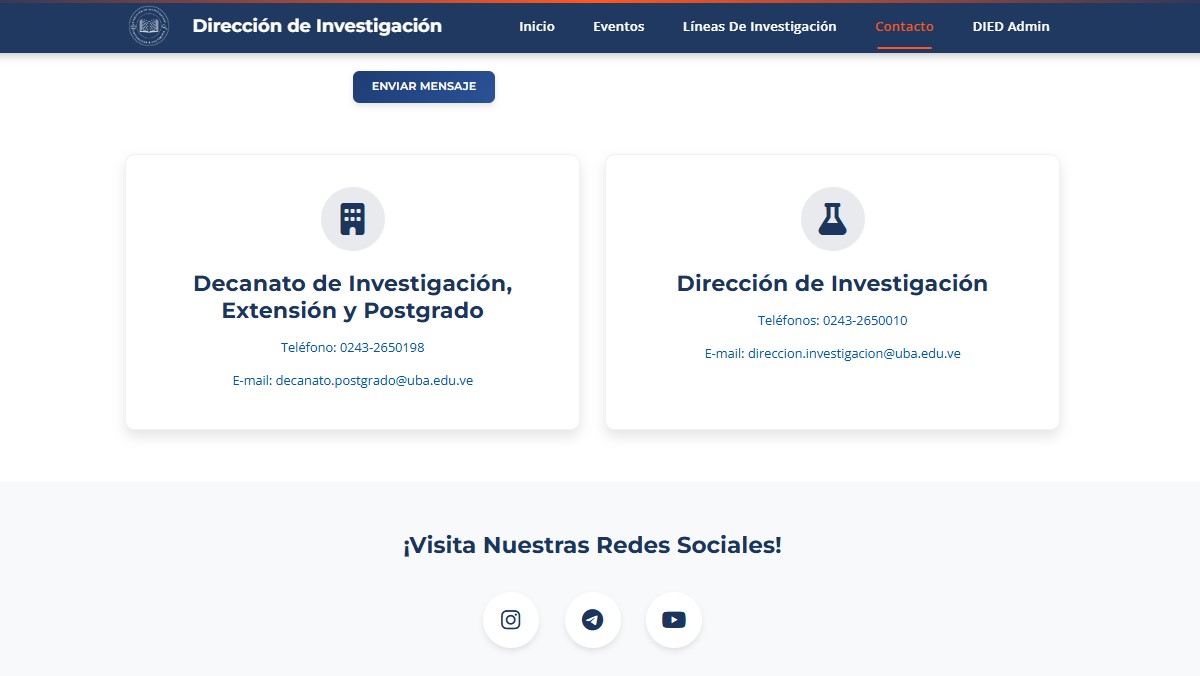 Dirección de Investigación
Inicio
Eventos
Líneas De Investigación
Contacto
DIED Admin
ENVIAR MENSAJE
Decanato de Investigación,
Extensión y Postgrado
Teléfono: 0243-2650198
E-mail: decanato.postgrado@uba.edu.ve
Dirección de Investigación
Teléfonos: 0243-2650010
E-mail: direccion.investigacion@uba.edu.ve
¡Visita Nuestras Redes Sociales!